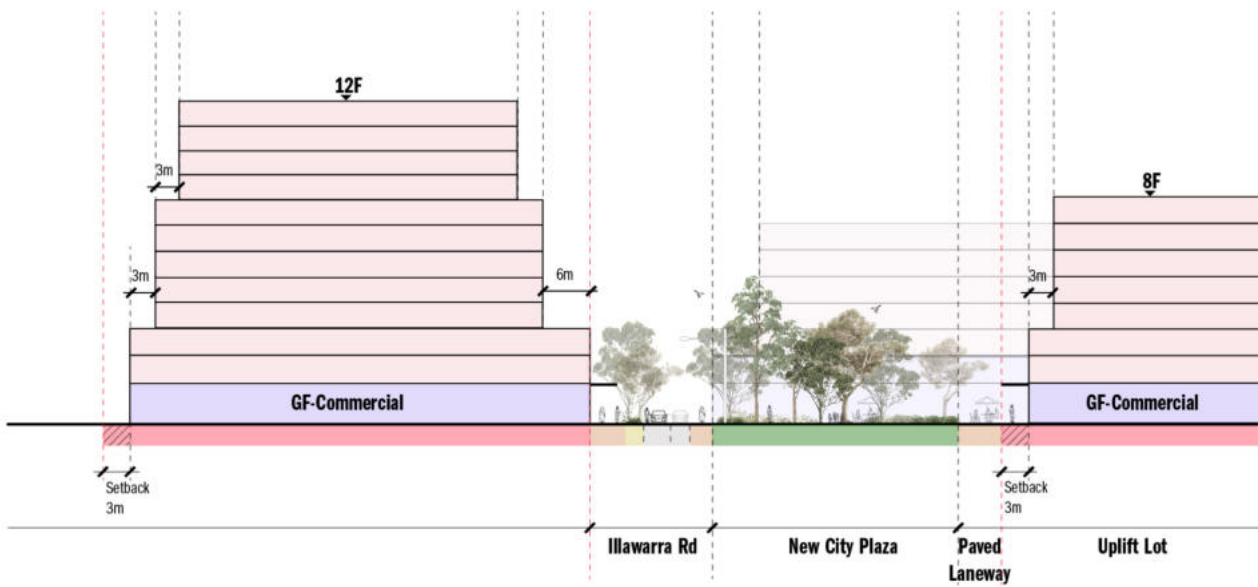 12F
3m
8F
3m
6m
3m
GF-Commercial
GF-Commercial
Setback
3m
Setback
3m
Illawarra Rd
New City Plaza
Paved
Laneway
Uplift Lot